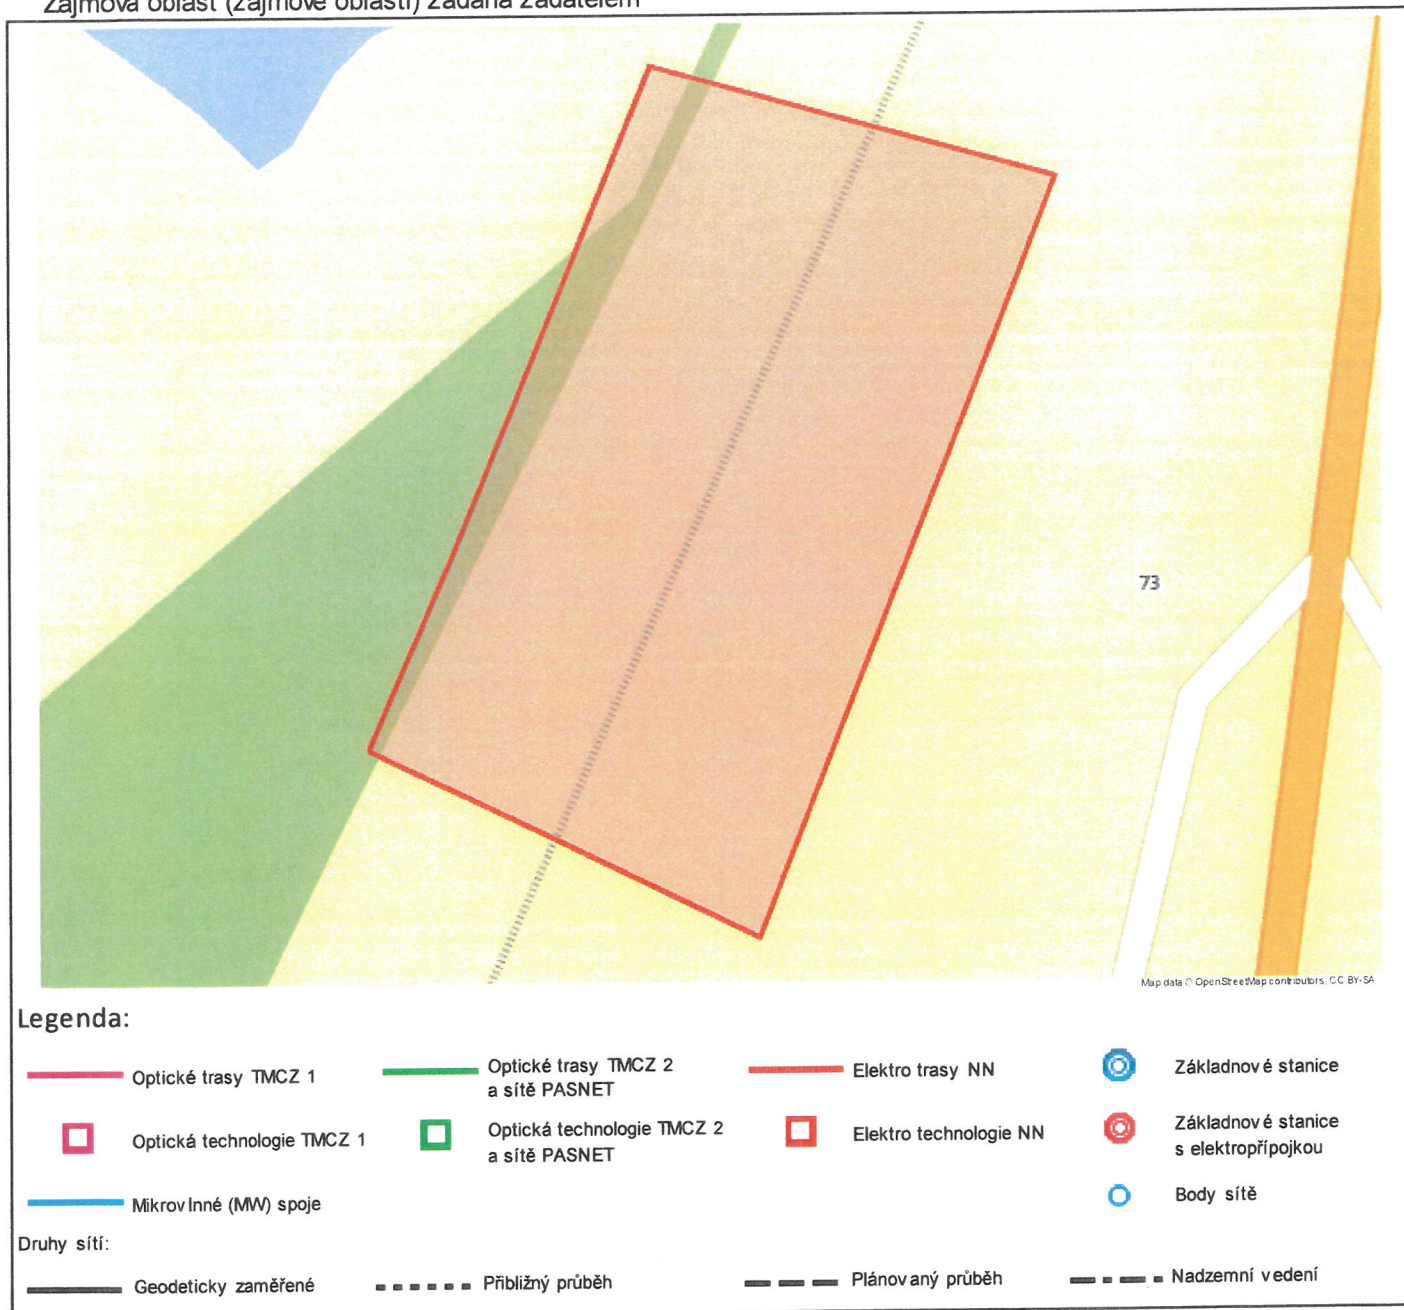 Zájmová oblast (zájmové oblasti) zadaná žadatelem
73
Map data © OpenStreetMap contributors, CC BY-SA
Legenda:
Optické trasy TMCZ 1
Optické trasy TMCZ 2
a sítě PASNET
Elektro trasy NN
Základnové stanice
Optická technologie TMCZ 1
Optická technologie TMCZ 2
a sítě PASNET
Elektro technologie NN
Základnové stanice
s elektropřípojkou
Mikrovlnné (MW) spoje
Body sítě
Druhy sítí:
Geodeticky zaměřené
Přibližný průběh
Plánovaný průběh
Nadzemní vedení